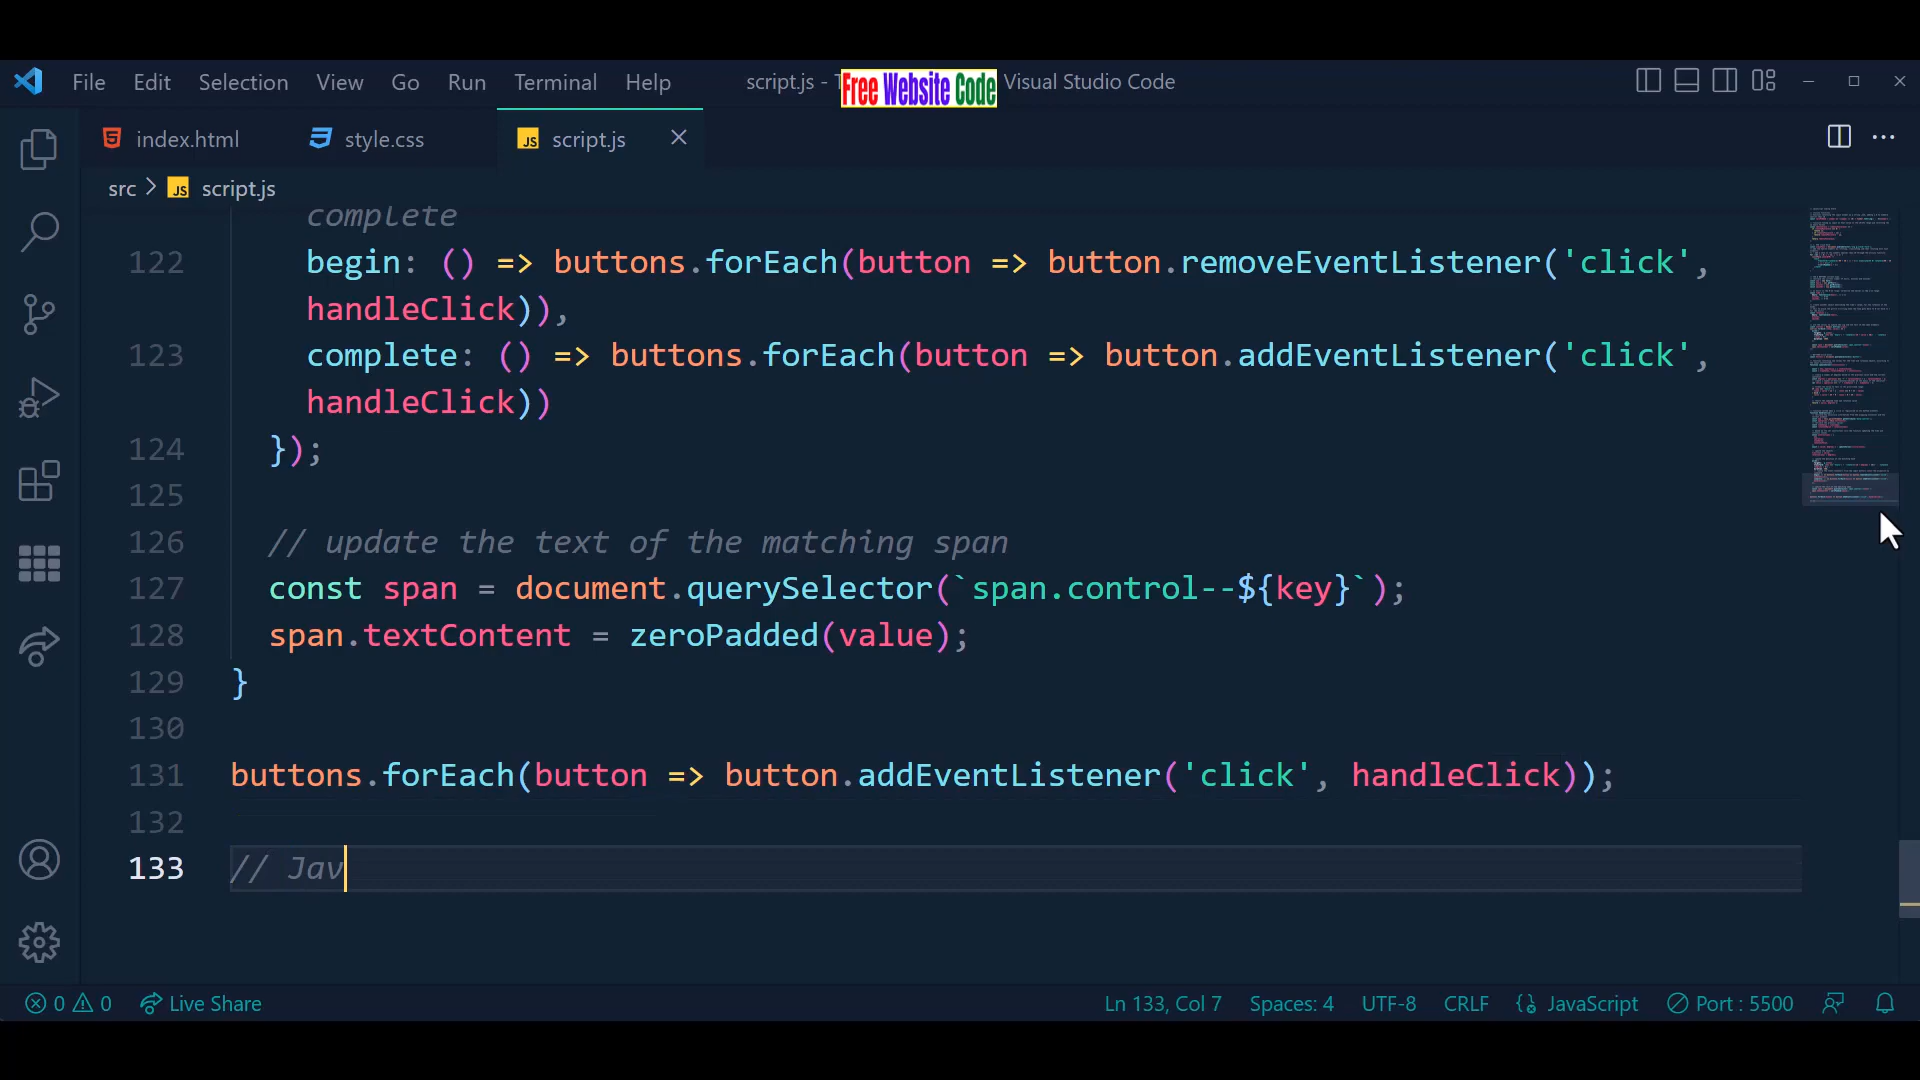 File Edit Selection View Go Run Terminal Help script.js - Free Website Code Visual Studio Code
index.html style.css JS script.js
src > JS script.js
complete
122 begin: () => buttons.forEach(button => button.removeEventListener('click',
handleClick)),
123 complete: () => buttons.forEach(button => button.addEventListener('click',
handleClick))
124 });
125
126 // update the text of the matching span
127 const span = document.querySelector(`span.control--${key}`);
128 span.textContent = zeroPadded(value);
129 }
130
131 buttons.forEach(button => button.addEventListener('click', handleClick));
132
133 // Jav
0 0 Live Share Ln 133, Col 7 Spaces: 4 UTF-8 CRLF JavaScript Port : 5500